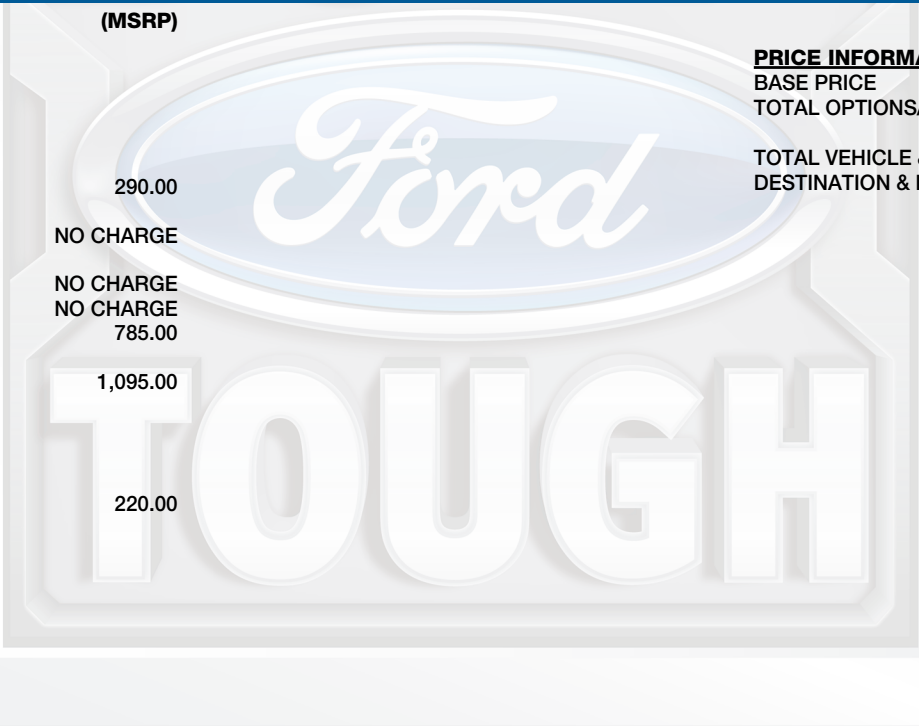 (MSRP)
290.00
NO CHARGE
NO CHARGE
NO CHARGE
785.00
1,095.00
220.00
PRICE INFORMA
BASE PRICE
TOTAL OPTIONS
TOTAL VEHICLE &
DESTINATION &
Ford
TOUGH